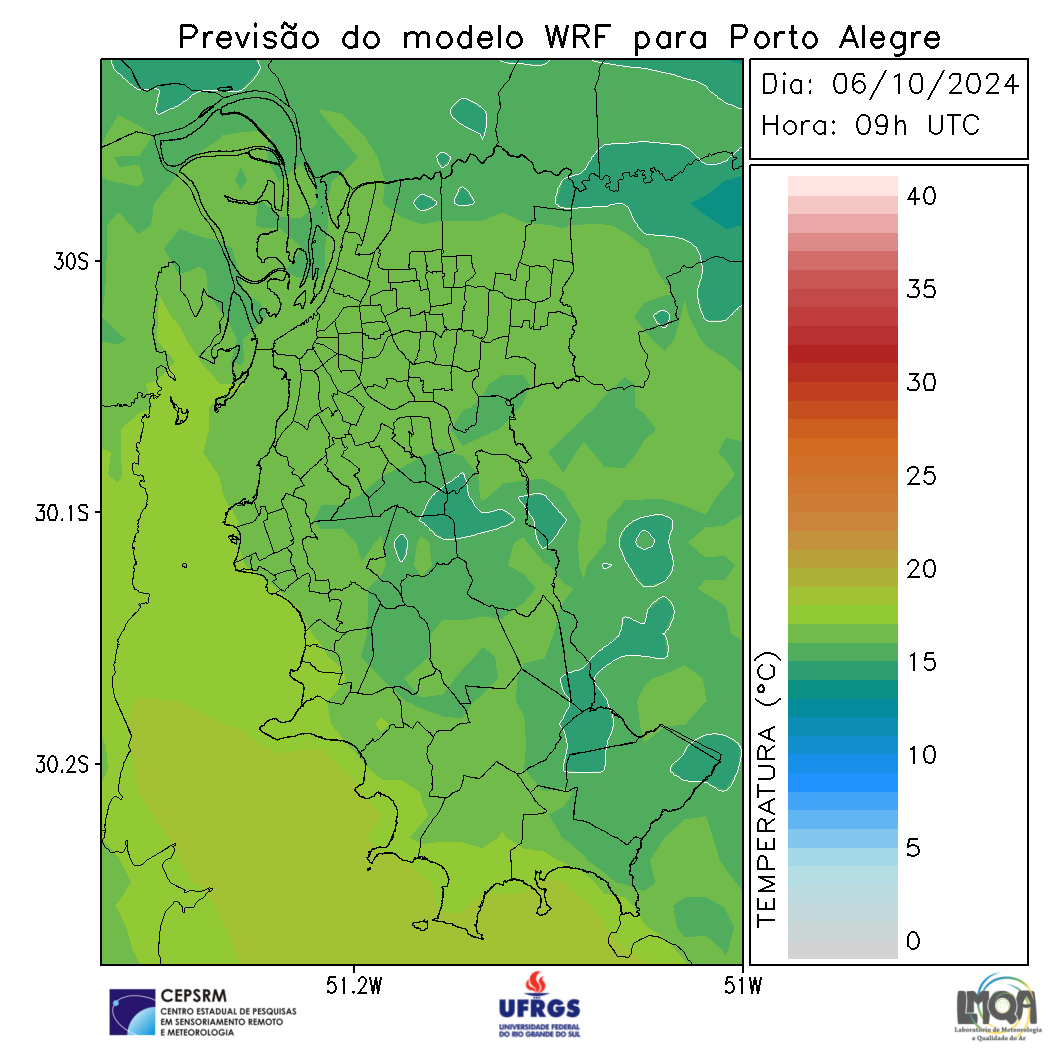 Previsão do modelo WRF para Porto Alegre
Dia: 06/10/2024
Hora: 09h UTC
40
35
30
25
20
15
10
5
0
TEMPERATURA (°C)
30S
30.1S
30.2S
51.2W
51W
CEPSRM
CENTRO ESTADUAL DE PESQUISAS
EM SENSORIAMENTO REMOTO
E METEOROLOGIA
UFRGS
UNIVERSIDADE FEDERAL
DO RIO GRANDE DO SUL
LMQA
Laboratório de Meteorologia
e Qualidade do Ar